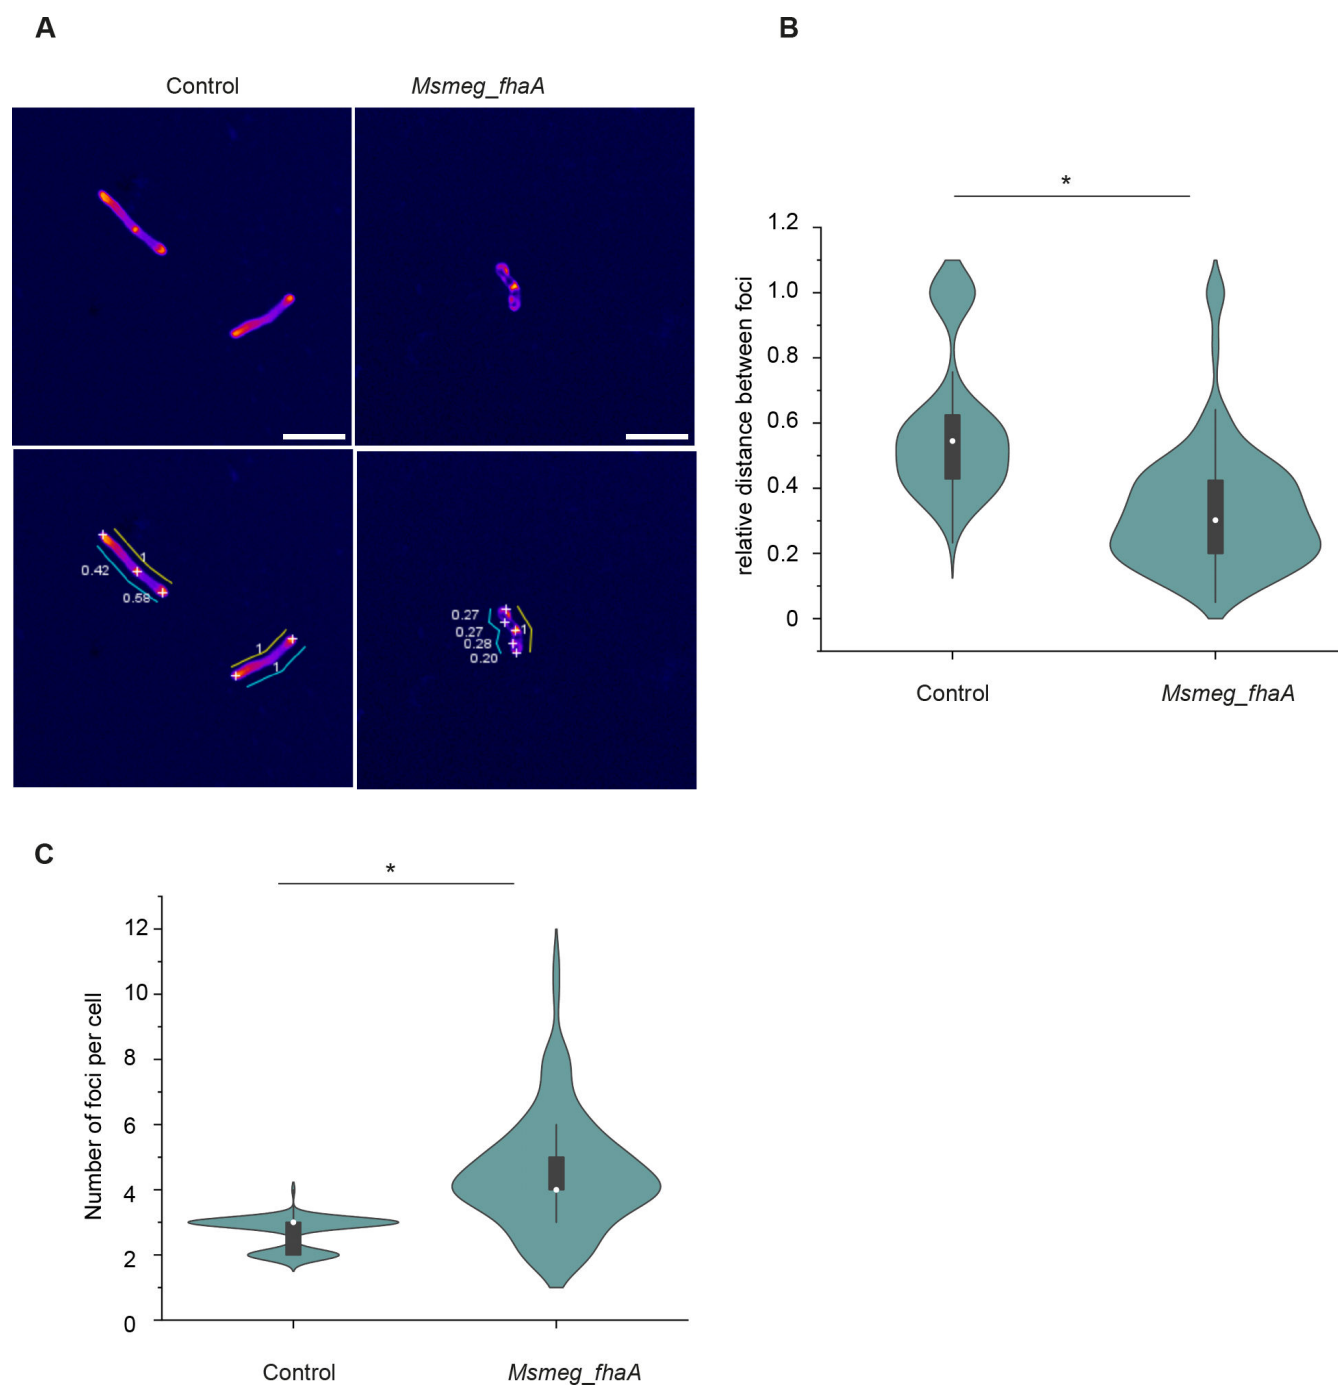 A
Control
Msmeg_fhaA
1
0.42
0.58
1
1
0.27
0.27
1
0.28
0.20
B
*
1.2
1.0
0.8
0.6
0.4
0.2
0
relative distance between foci
Control
Msmeg_fhaA
C
*
12
10
8
6
4
2
0
Number of foci per cell
Control
Msmeg_fhaA